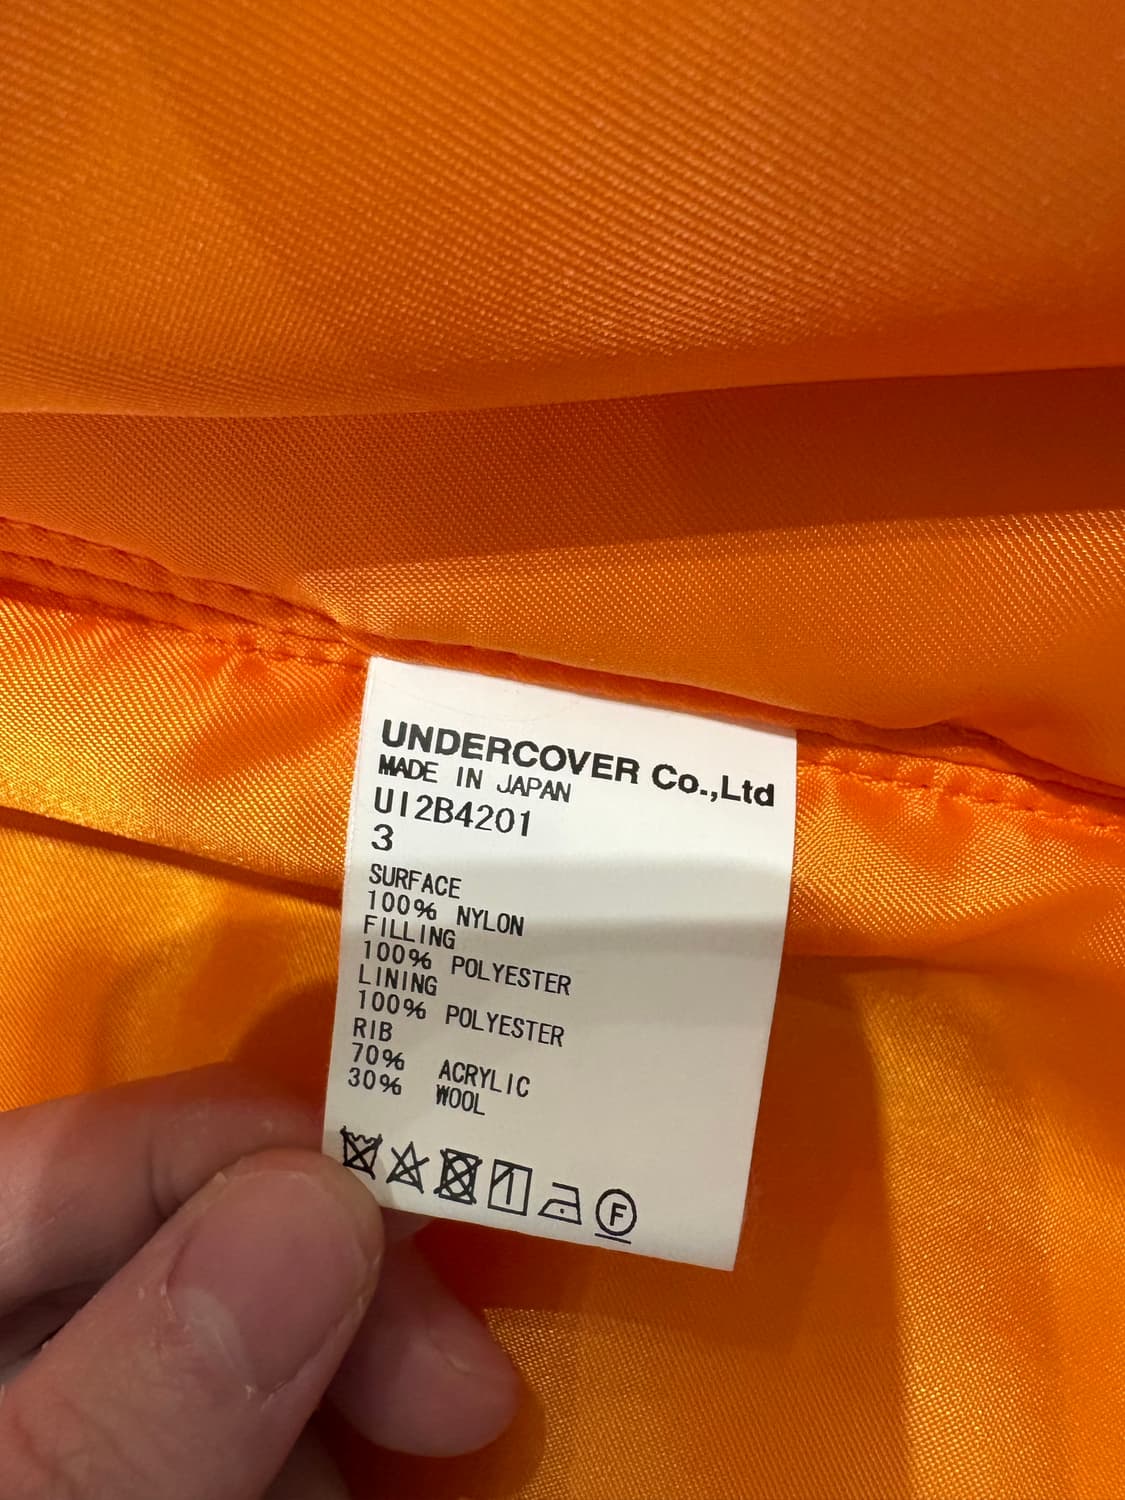 UNDERCOVER Co.,Ltd
MADE IN JAPAN
UI2B4201
3
SURFACE
100% NYLON
FILLING
100% POLYESTER
LINING
100% POLYESTER
RIB
70% ACRYLIC
30% WOOL
F